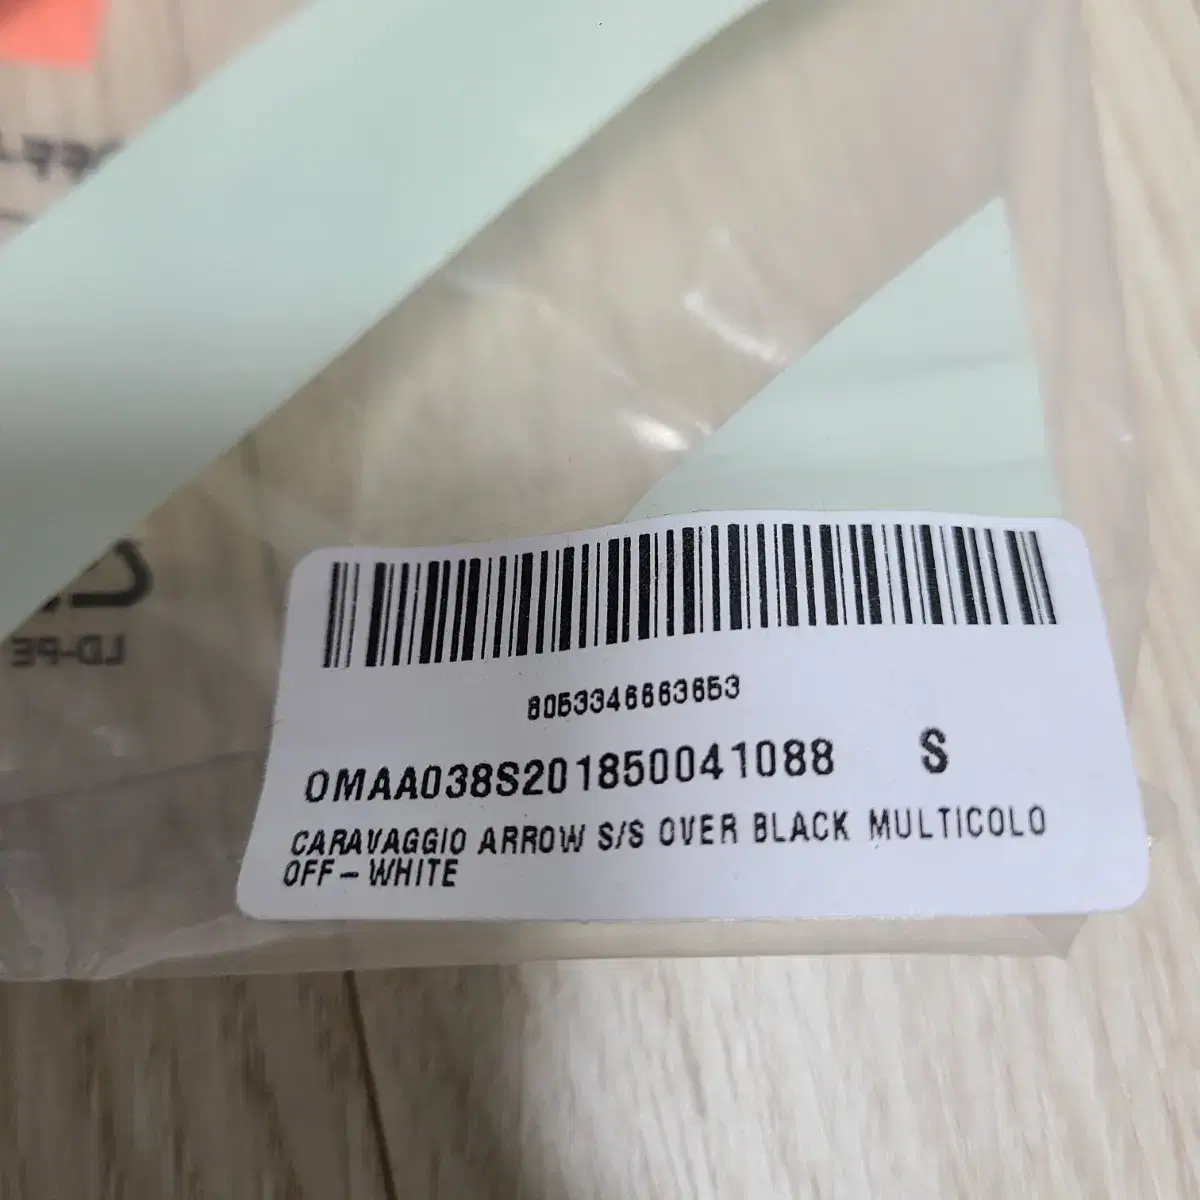 LD-PE
8053346663653
OMAA038S201850041088 S
CARAVAGGIO ARROW S/S OVER BLACK MULTICOLO
OFF-WHITE